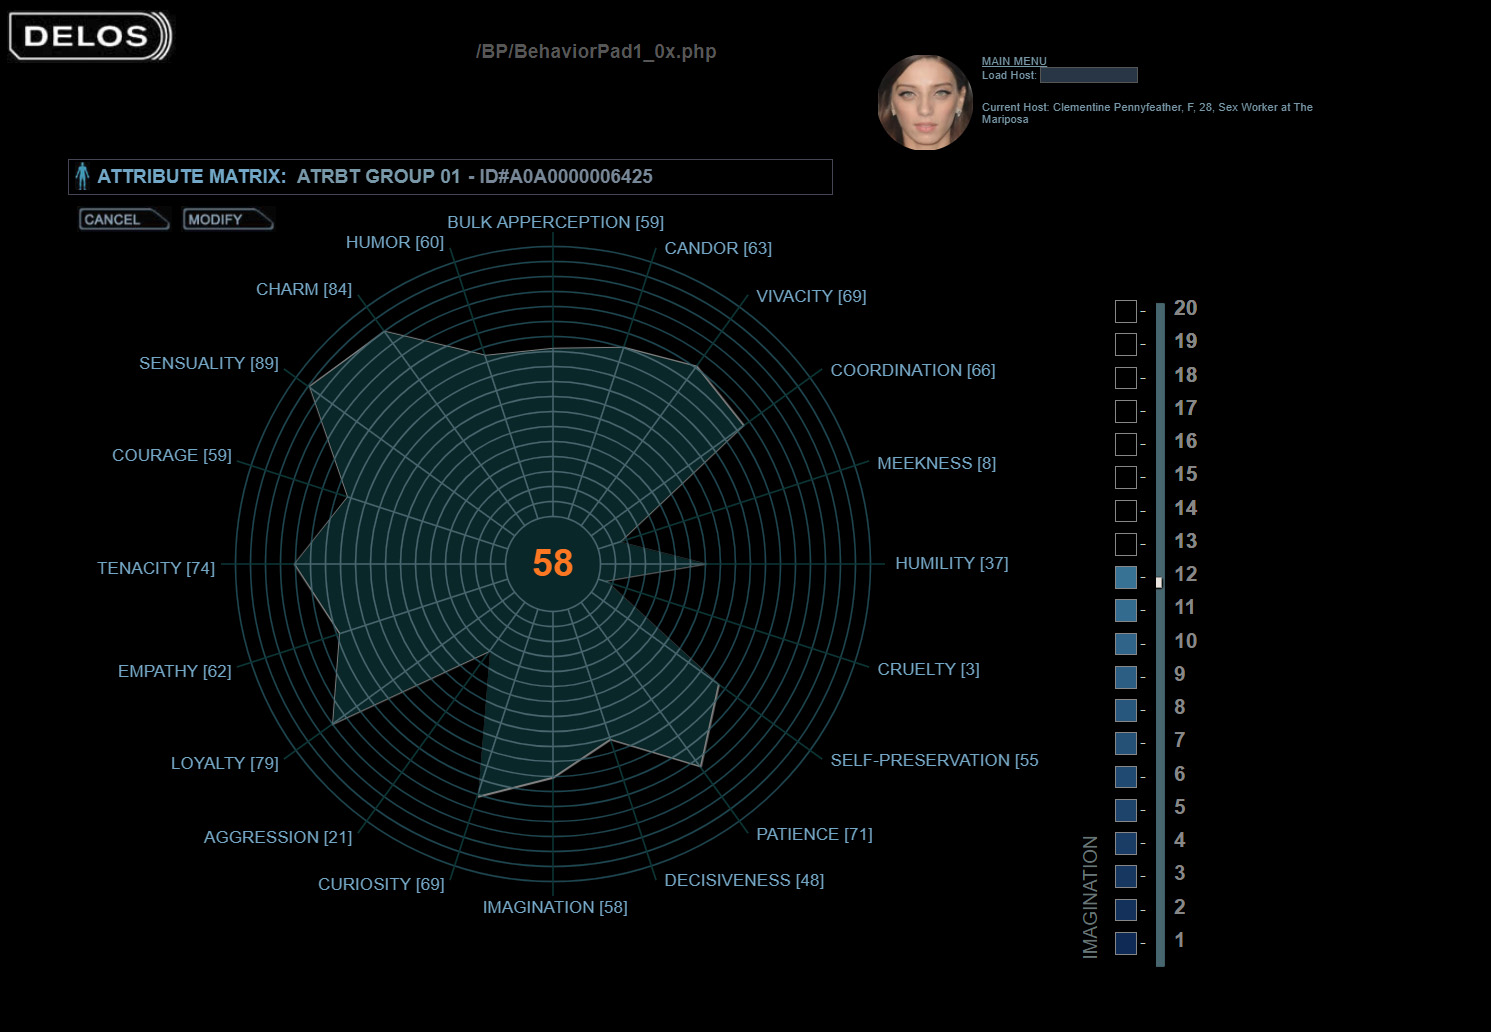 DELOS
/BP/BehaviorPad1_0x.php
MAIN MENU
Load Host:
Current Host: Clementine Pennyfeather, F, 28, Sex Worker at The
Mariposa
ATTRIBUTE MATRIX: ATRBT GROUP 01 - ID#A0A0000006425
CANCEL
MODIFY
BULK APPERCEPTION [59]
CANDOR [63]
VIVACITY [69]
COORDINATION [66]
MEEKNESS [8]
HUMILITY [37]
CRUELTY [3]
SELF-PRESERVATION [55
PATIENCE [71]
DECISIVENESS [48]
IMAGINATION [58]
CURIOSITY [69]
AGGRESSION [21]
LOYALTY [79]
EMPATHY [62]
TENACITY [74]
COURAGE [59]
SENSUALITY [89]
CHARM [84]
HUMOR [60]
58
20
19
18
17
16
15
14
13
12
11
10
9
8
7
6
5
4
3
2
1
IMAGINATION